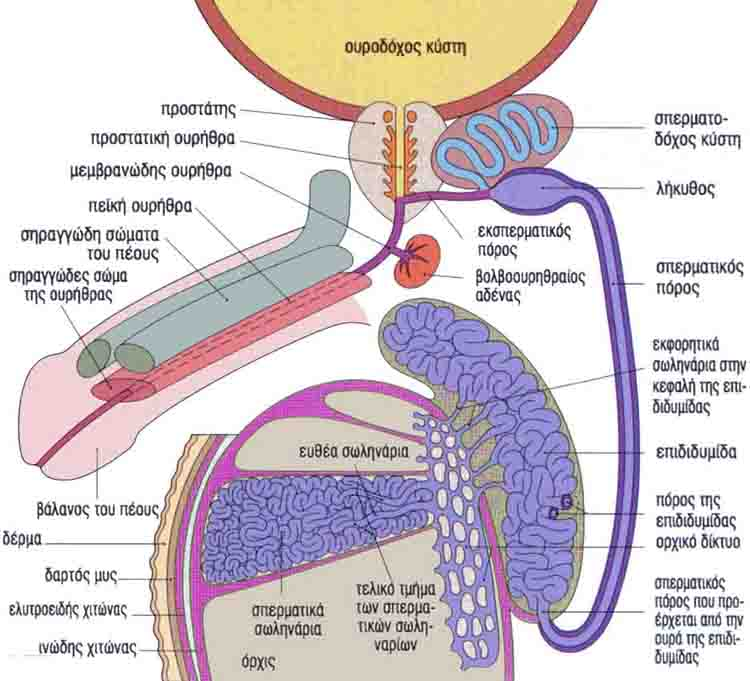 ουροδόχος κύστη
προστάτης
προστατική ουρήθρα
μεμβρανώδης ουρήθρα
πεϊκή ουρήθρα
σηραγγώδη σώματα
του πέους
σηραγγώδες σώμα
της ουρήθρας
σπερματο-
δόχος κύστη
λήκυθος
εκσπερματικός
πόρος
βολβοουρηθραίος
αδένας
σπερματικός
πόρος
εκφορητικά
σωληνάρια στην
κεφαλή της επι-
διδυμίδας
επιδιδυμίδα
πόρος της
επιδιδυμίδας
ορχικό δίκτυο
σπερματικός
πόρος που προ-
έρχεται από την
ουρά της επιδι-
δυμίδας
ευθέα σωληνάρια
βάλανος του πέους
δέρμα
δαρτός μυς
ελυτροειδής χιτώνας
ινώδης χιτώνας
σπερματικά
σωληνάρια
τελικό τμήμα
των σπερμα-
τικών σωλη-
ναρίων
όρχις